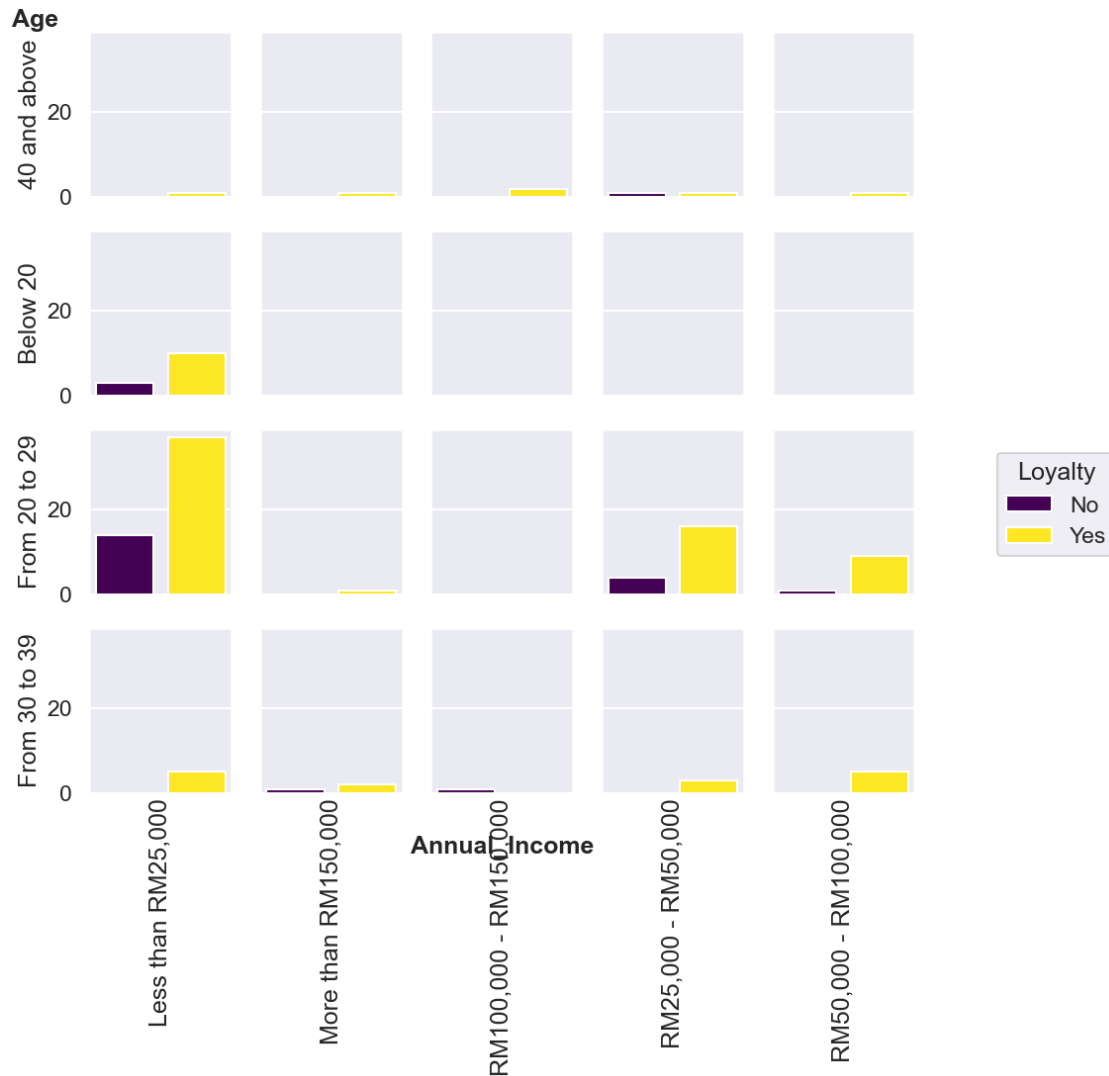 Age
40 and above
20
0
Below 20
20
0
From 20 to 29
20
0
From 30 to 39
20
0
Loyalty
No
Yes
Less than RM25,000
More than RM150,000
RM100,000 - RM150,000
RM25,000 - RM50,000
RM50,000 - RM100,000
Annual_Income